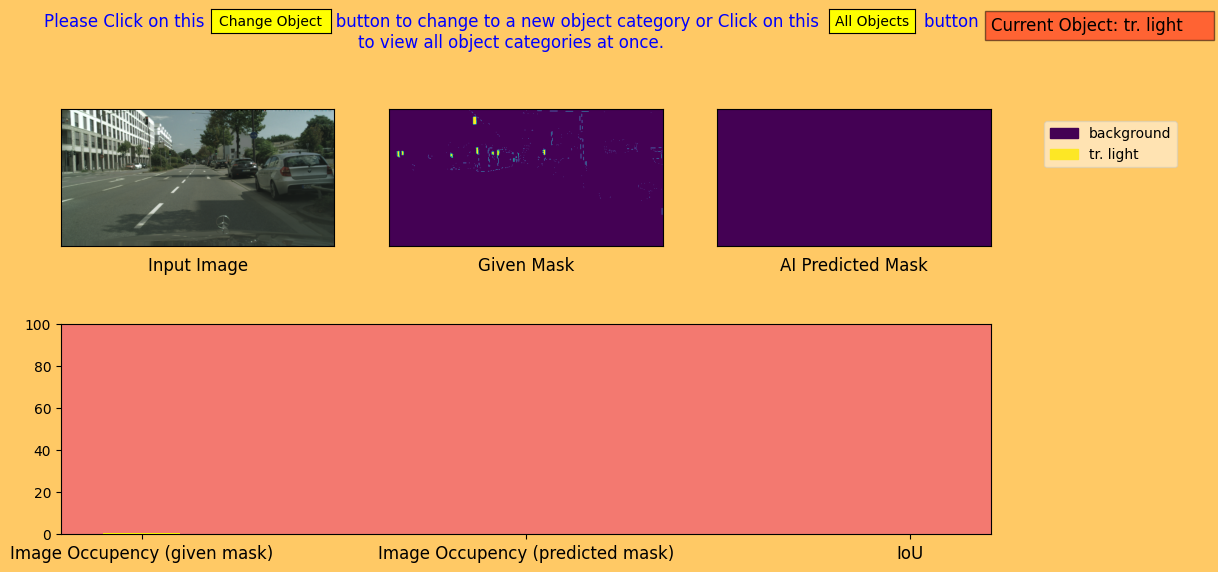 Please Click on this Change Object button to change to a new object category or Click on this All Objects button
to view all object categories at once.
Current Object: tr. light
background
tr. light
Input Image
Given Mask
AI Predicted Mask
100
80
60
40
20
0
Image Occupancy (given mask)
Image Occupancy (predicted mask)
IoU